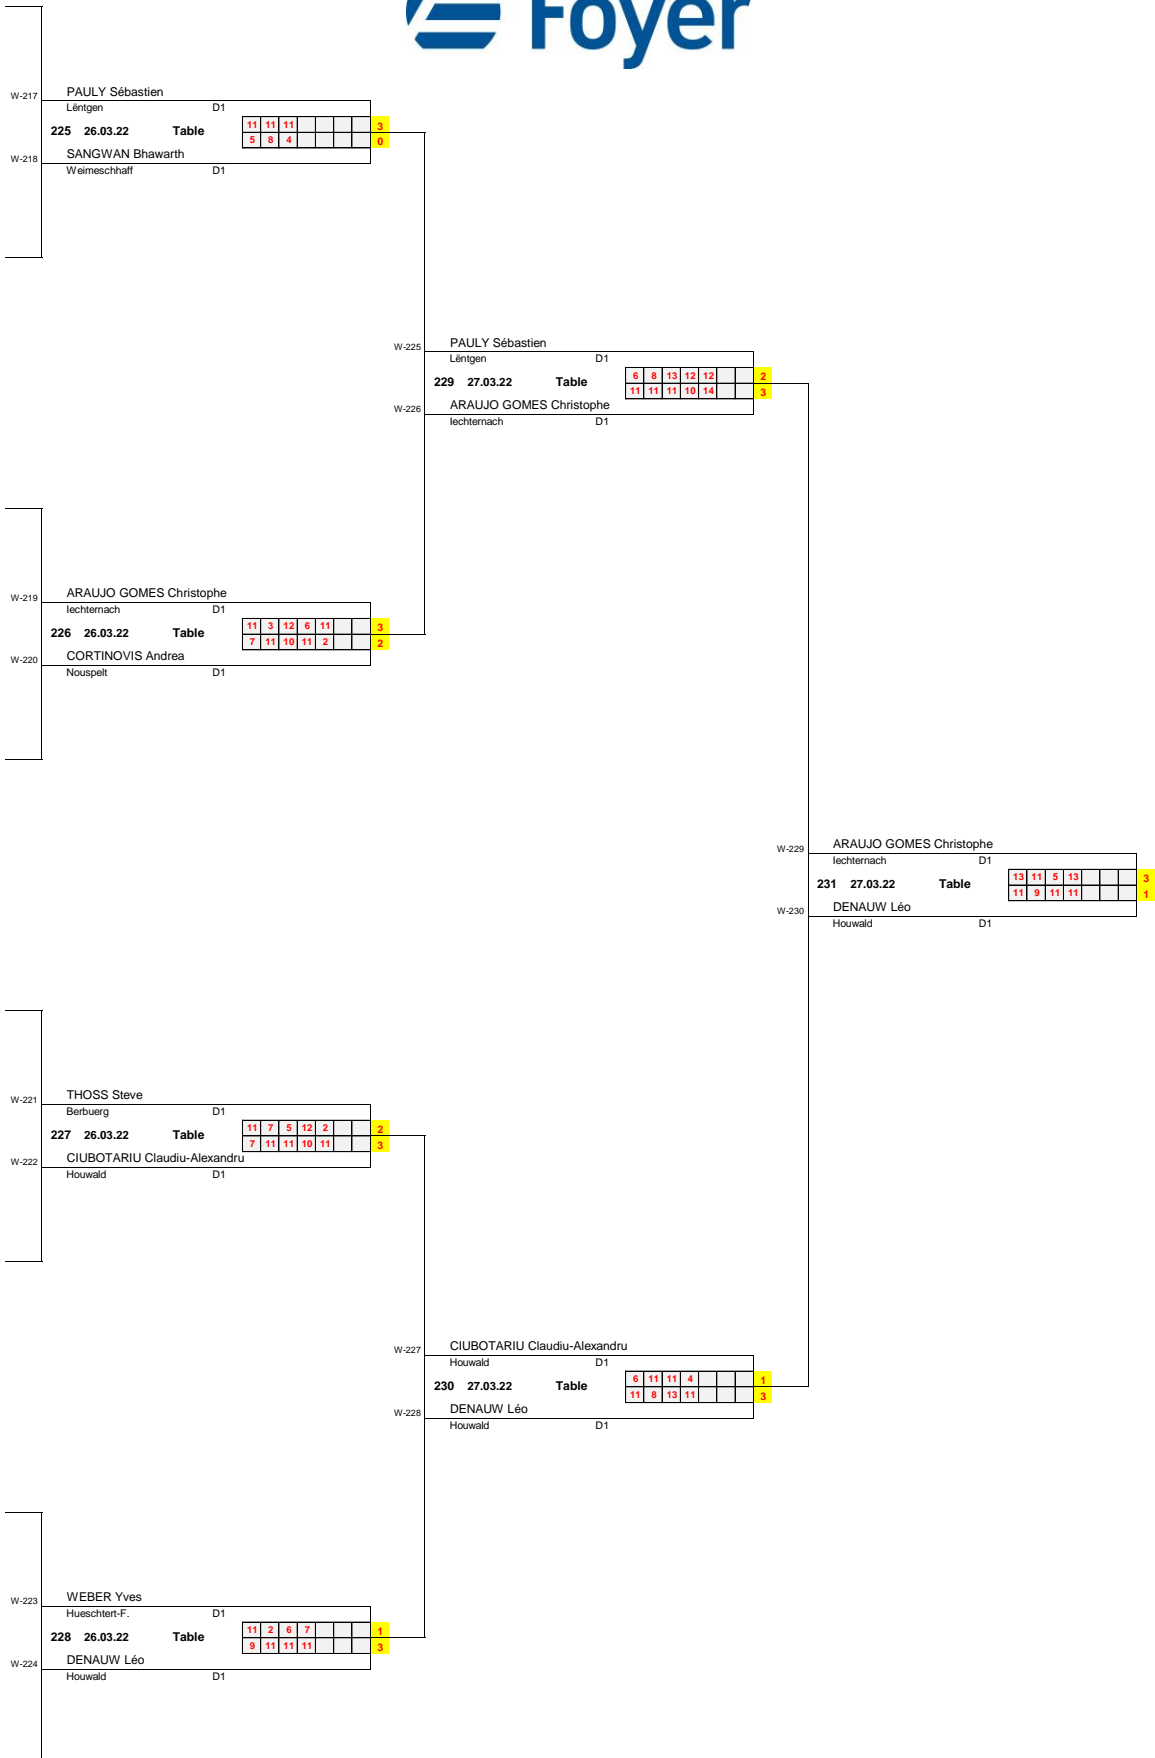 Foyer
W-217
PAULY Sébastien
Lëntgen D1
225 26.03.22 Table
11 11 11 3
5 8 4 0
W-218
SANGWAN Bhawarth
Weimeschhaff D1
W-225
PAULY Sébastien
Lëntgen D1
229 27.03.22 Table
6 8 13 12 12 2
11 11 11 10 14 3
W-226
ARAUJO GOMES Christophe
Iechternach D1
W-219
ARAUJO GOMES Christophe
Iechternach D1
226 26.03.22 Table
11 3 12 6 11 3
7 11 10 11 2 2
W-220
CORTINOVIS Andrea
Nouspelt D1
W-229
ARAUJO GOMES Christophe
Iechternach D1
231 27.03.22 Table
13 11 5 13 3
11 9 11 11 1
W-230
DENAUW Léo
Houwald D1
W-221
THOSS Steve
Berbuerg D1
227 26.03.22 Table
11 7 5 12 2 2
7 11 11 10 11 3
W-222
CIUBOTARIU Claudiu-Alexandru
Houwald D1
W-227
CIUBOTARIU Claudiu-Alexandru
Houwald D1
230 27.03.22 Table
6 11 11 4 1
11 8 13 11 3
W-228
DENAUW Léo
Houwald D1
W-223
WEBER Yves
Hueschtert-F. D1
228 26.03.22 Table
11 2 6 7 1
9 11 11 11 3
W-224
DENAUW Léo
Houwald D1